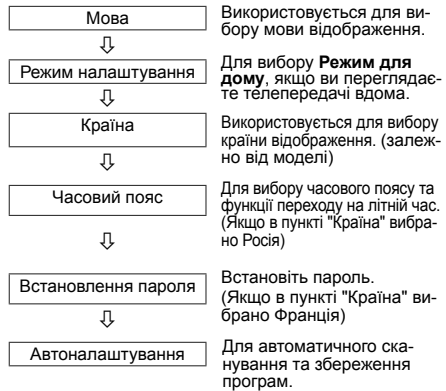 Мова
Використовується для ви-
бору мови відображення.
Режим налаштування
Для вибору Режим для
дому, якщо ви переглядає-
те телепередачі вдома.
Країна
Використовується для вибору
країни відображення. (залеж-
но від моделі)
Часовий пояс
Для вибору часового поясу та
функції переходу на літній час.
(Якщо в пункті "Країна" вибра-
но Росія)
Встановлення пароля
Встановіть пароль.
(Якщо в пункті "Країна" ви-
брано Франція)
Автоналаштування
Для автоматичного ска-
нування та збереження
програм.